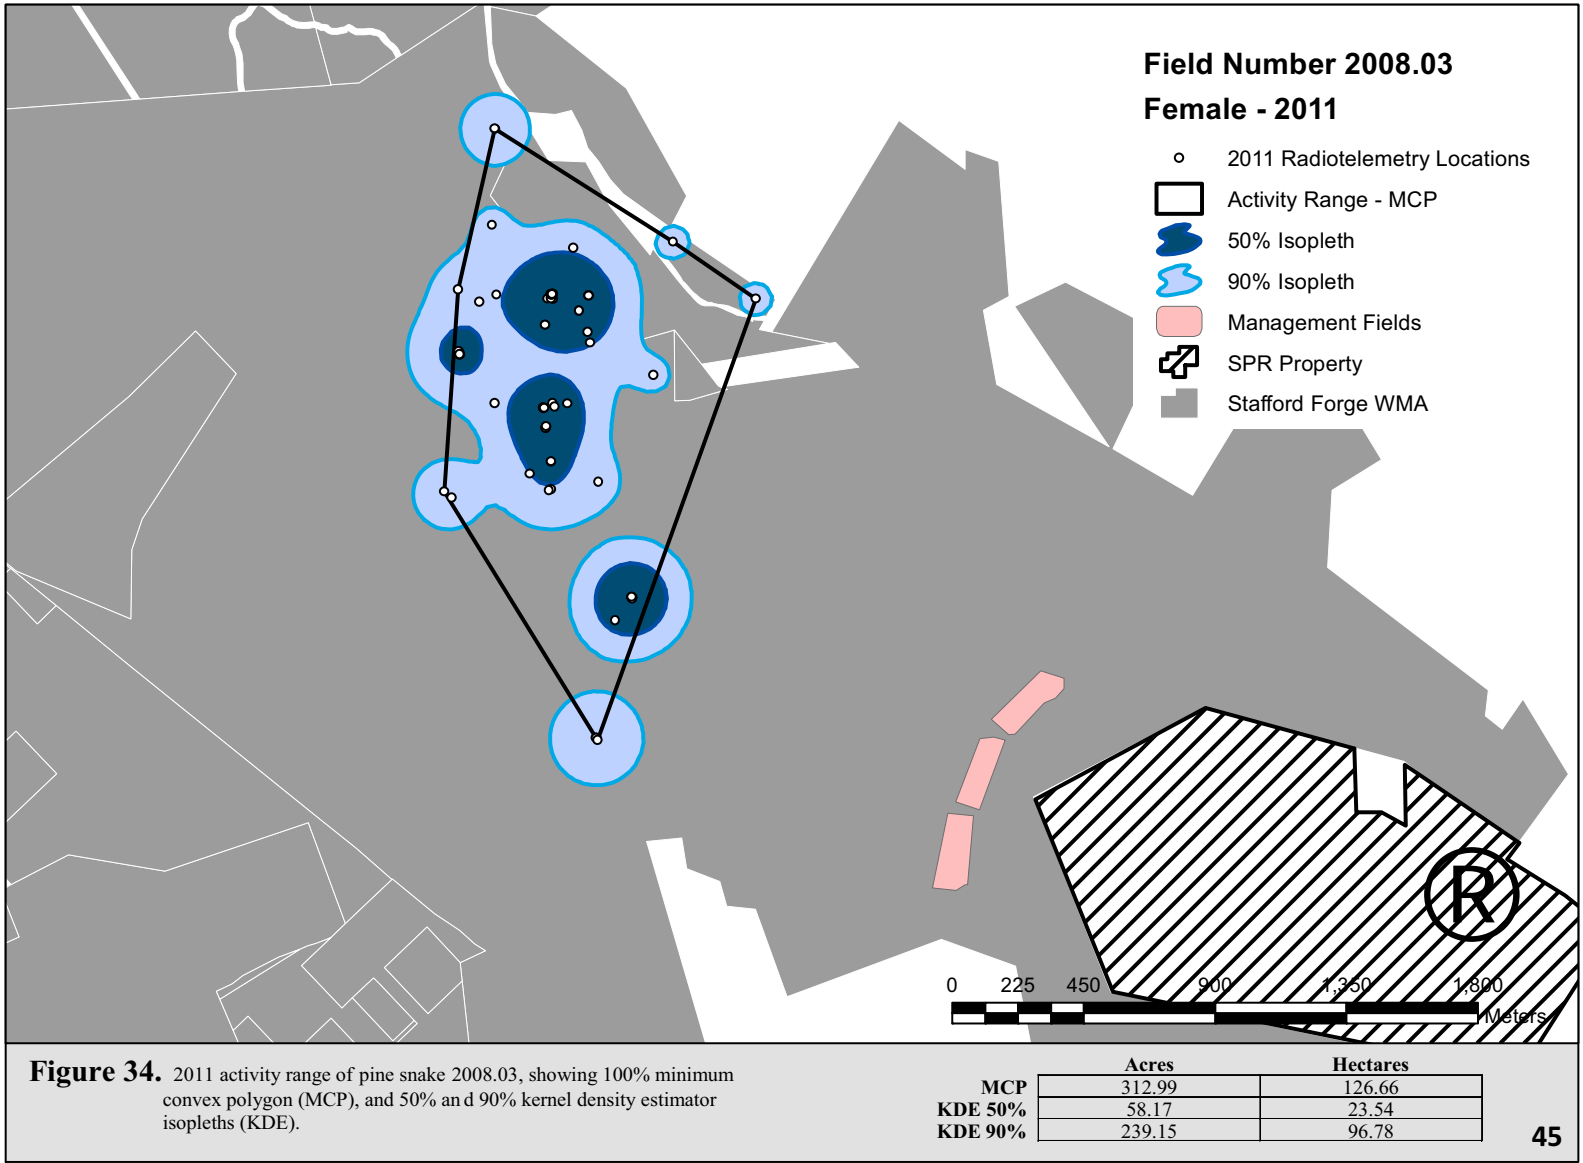 Field Number 2008.03
Female - 2011
2011 Radiotelemetry Locations
Activity Range - MCP
50% Isopleth
90% Isopleth
Management Fields
SPR Property
Stafford Forge WMA
R
0 225 450 900 1,350 1,800
Meters
Figure 34. 2011 activity range of pine snake 2008.03, showing 100% minimum
convex polygon (MCP), and 50% and 90% kernel density estimator
isopleths (KDE).
Acres Hectares
MCP 312.99 126.66
KDE 50% 58.17 23.54
KDE 90% 239.15 96.78
45